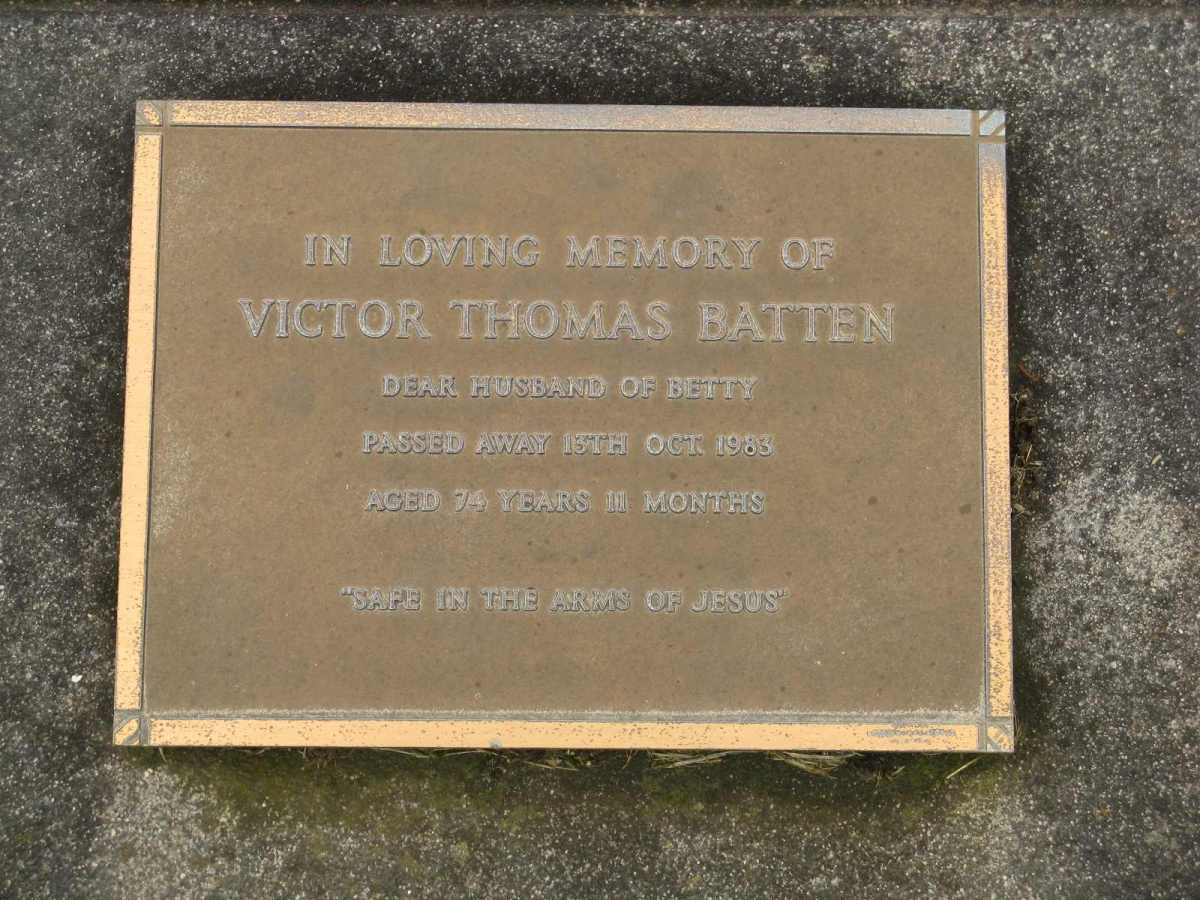 IN LOVING MEMORY OF
VICTOR THOMAS BATTEN
DEAR HUSBAND OF BETTY
PASSED AWAY 13TH OCT. 1983
AGED 74 YEARS 11 MONTHS
"SAFE IN THE ARMS OF JESUS"